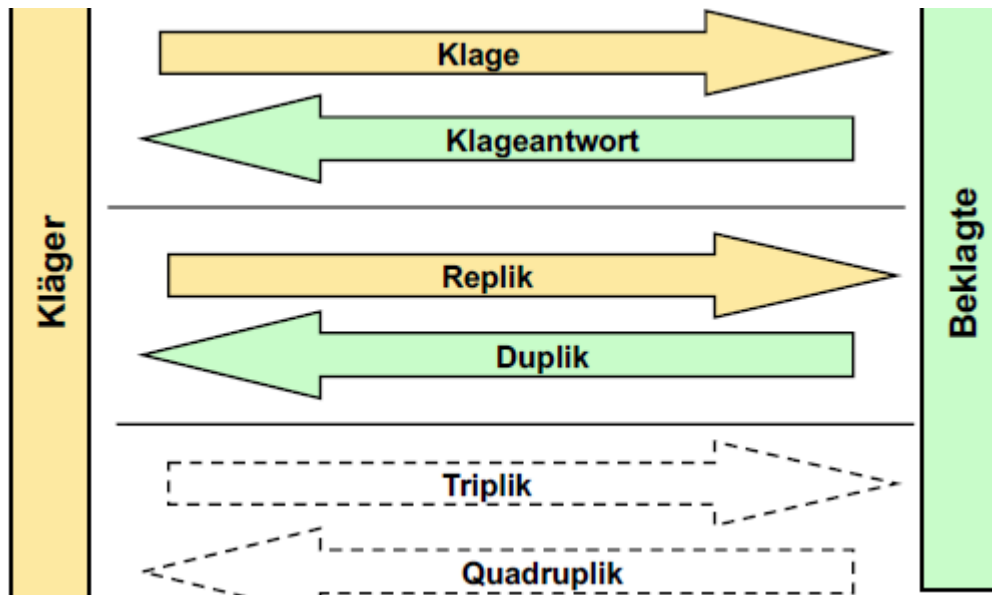 Kläger
Klage
Klageantwort
Replik
Duplik
Triplik
Quadruplik
Beklagte